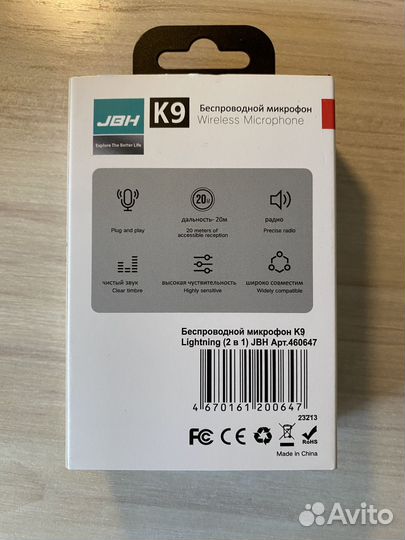 JBH
Explore The Better Life
K9
Беспроводной микрофон
Wireless Microphone
20м
Plug and play
дальность- 20м
20 meters of
accessible reception
радио
Precise radio
чистый звук
Clear timbre
высокая чуствительность
Highly sensitive
широко совместим
Widely compatible
Беспроводной микрофон K9
Lightning (2 в 1) JBH Арт.460647
4 670161 200647
23213
FC CE RoHS
Made in China
Avito